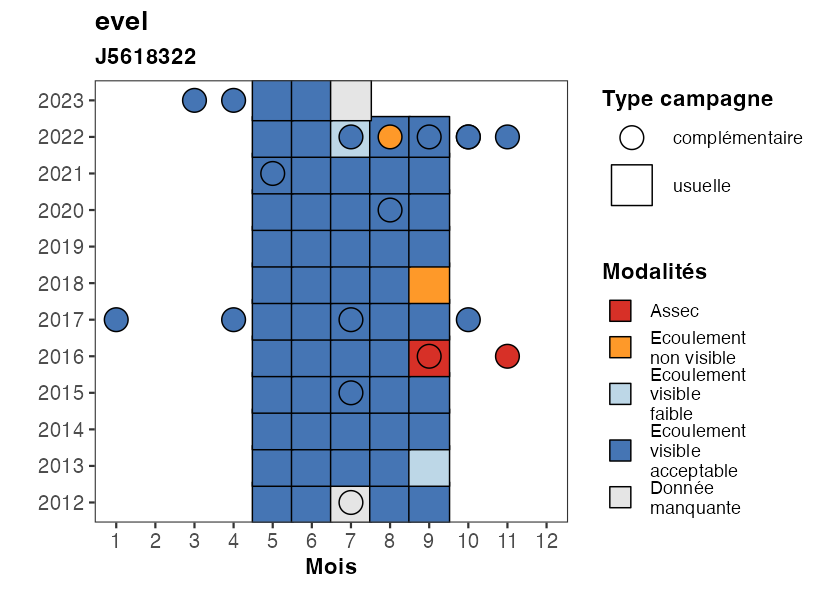 evel
J5618322
2023
2022
2021
2020
2019
2018
2017
2016
2015
2014
2013
2012
1 2 3 4 5 6 7 8 9 10 11 12
Mois
Type campagne
complémentaire
usuelle
Modalités
Assec
Ecoulement
non visible
Ecoulement
visible
faible
Ecoulement
visible
acceptable
Donnée
manquante